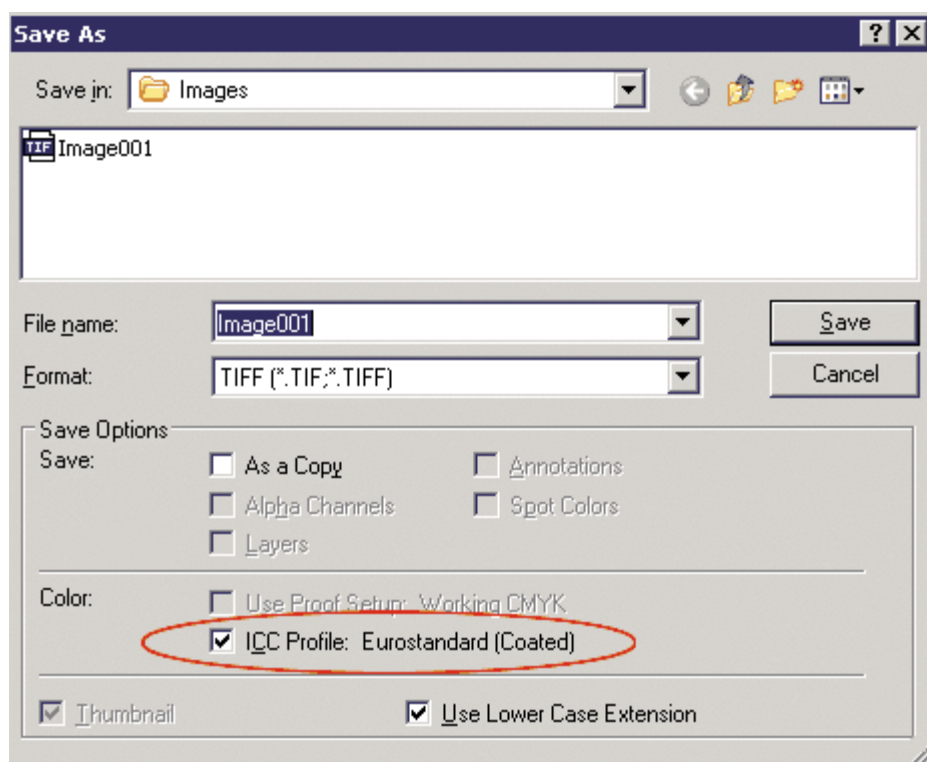 Save As
Save in: Images
TIF Image001
File name: Image001 Save
Format: TIFF (*.TIF;*.TIFF) Cancel
Save Options
Save: As a Copy Annotations
Alpha Channels Spot Colors
Layers
Color: Use Proof Setup: Working CMYK
ICC Profile: Eurostandard (Coated)
Thumbnail Use Lower Case Extension